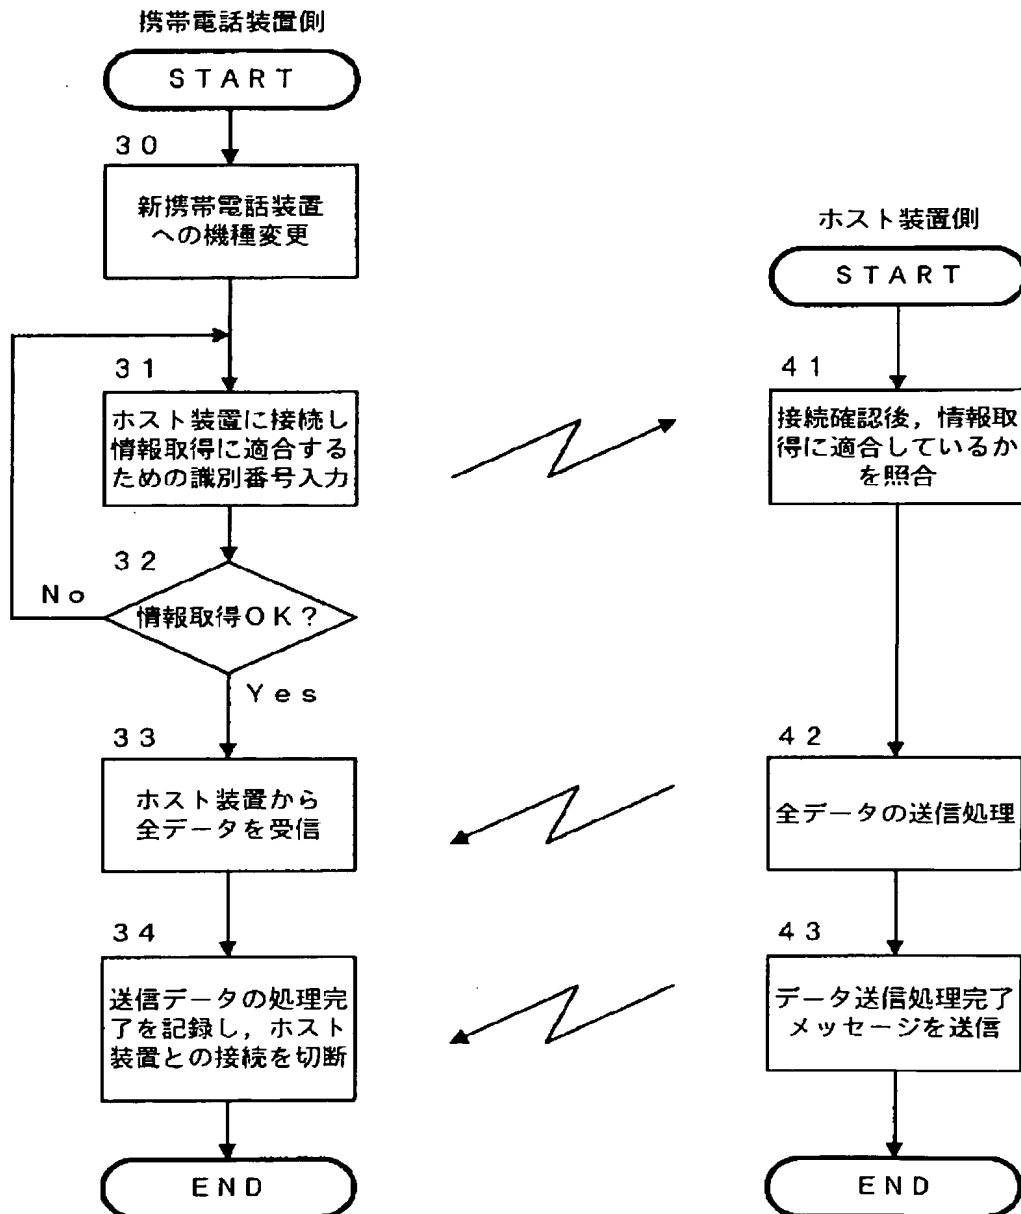 携帯電話装置側
START
30
新携帯電話装置
への機種変更
31
ホスト装置に接続し
情報取得に適合する
ための識別番号入力
32
No
情報取得OK?
Yes
33
ホスト装置から
全データを受信
34
送信データの処理完
了を記録し,ホスト
装置との接続を切断
END
ホスト装置側
START
41
接続確認後,情報取
得に適合しているか
を照合
42
全データの送信処理
43
データ送信処理完了
メッセージを送信
END